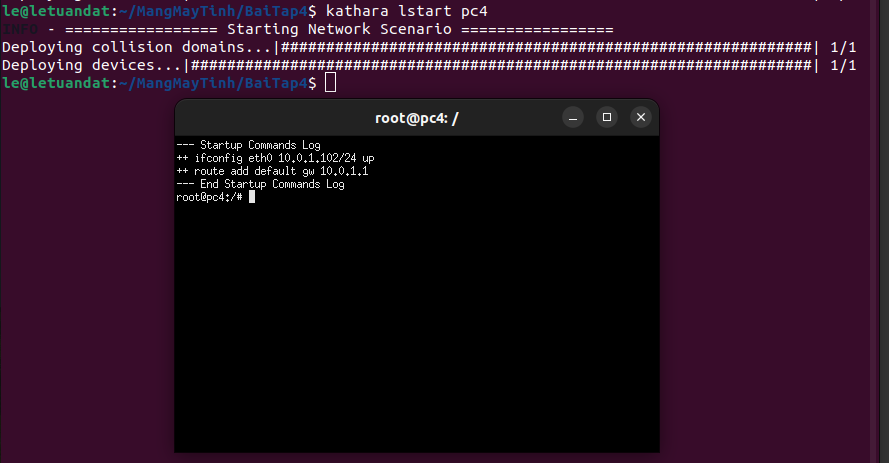 le@letuandat:~/MangMayTinh/BaiTap4$ kathara lstart pc4
INFO - ================= Starting Network Scenario =================
Deploying collision domains...|###########################################################| 1/1
Deploying devices...|#####################################################################| 1/1
le@letuandat:~/MangMayTinh/BaiTap4$
root@pc4: /
--- Startup Commands Log
++ ifconfig eth0 10.0.1.102/24 up
++ route add default gw 10.0.1.1
--- End Startup Commands Log
root@pc4:/#